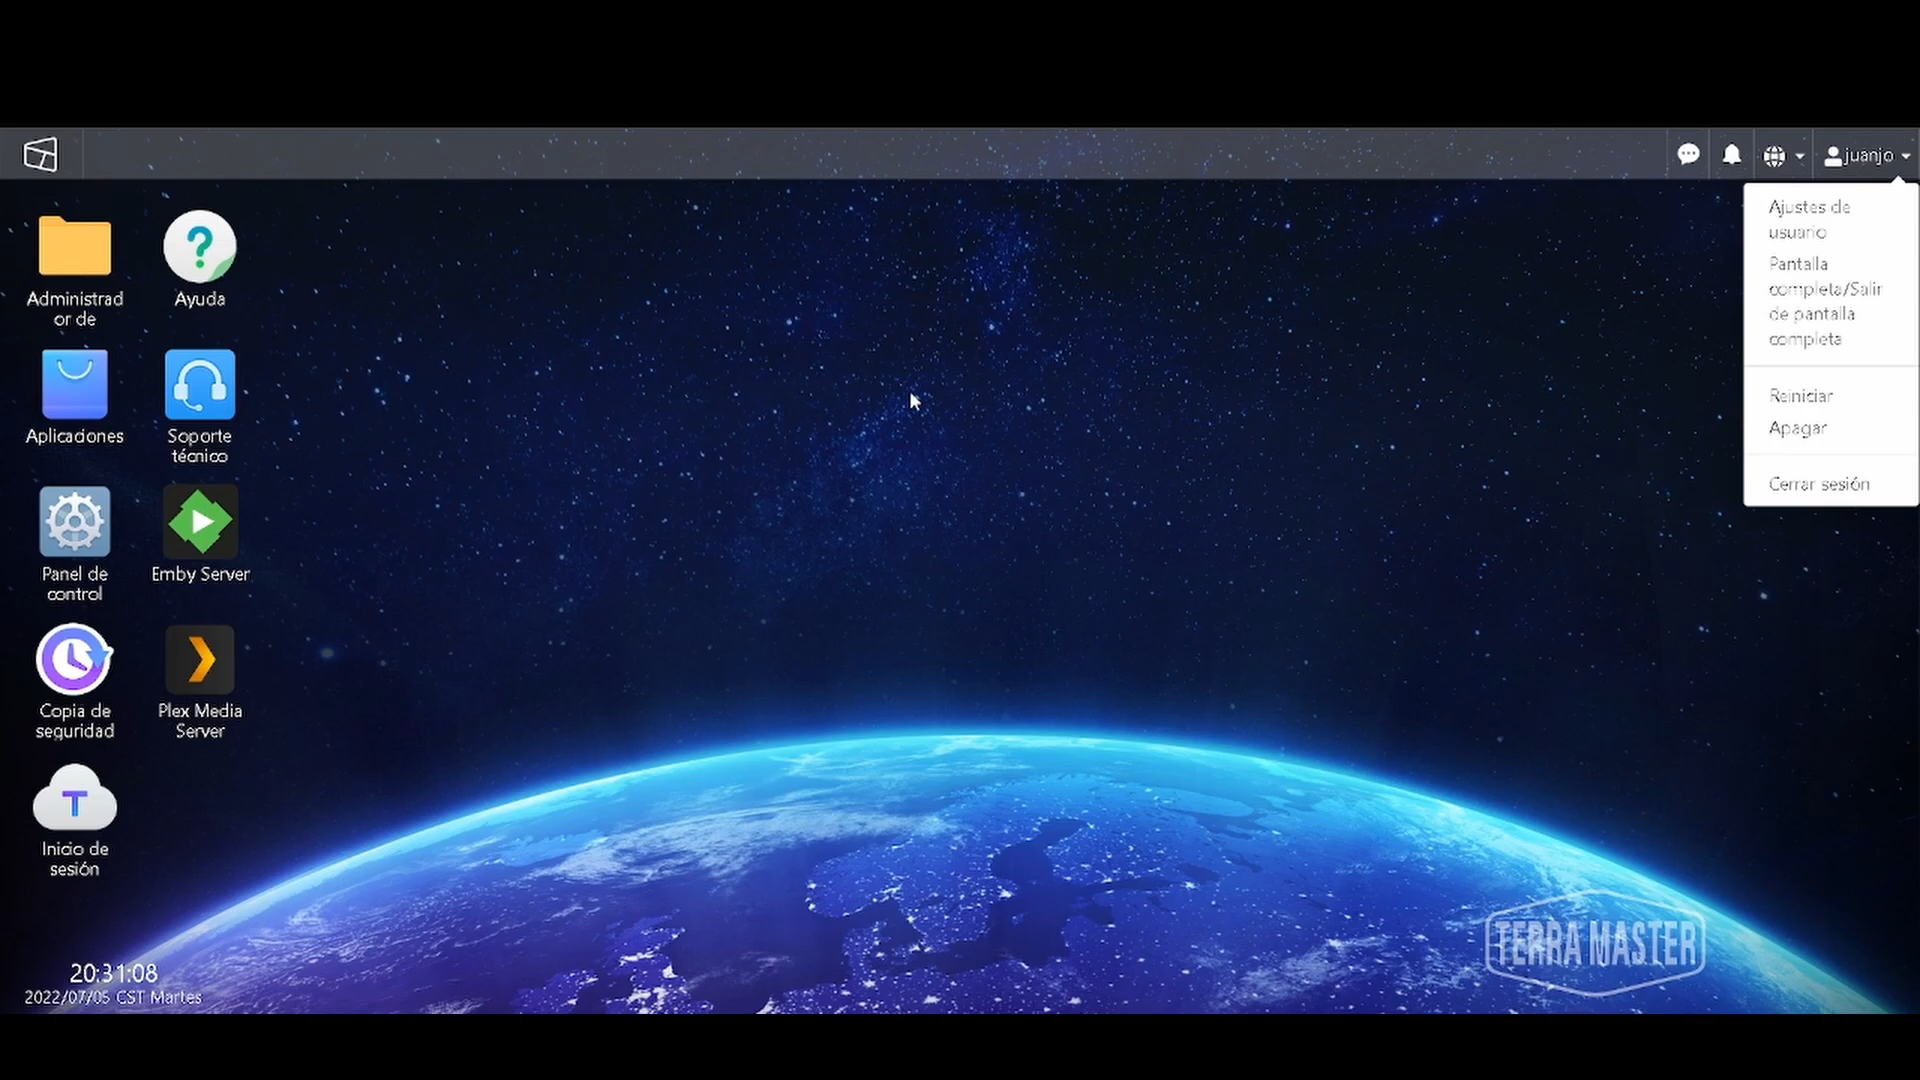 juanjo
Ajustes de
usuario
Pantalla
completa/Salir
de pantalla
completa
Reiniciar
Apagar
Cerrar sesión
Administrad
or de
Ayuda
Aplicaciones
Soporte
técnico
Panel de
control
Emby Server
Copia de
seguridad
Plex Media
Server
T
Inicio de
sesión
20:31:08
2022/07/05 CST Martes
TERRA MASTER